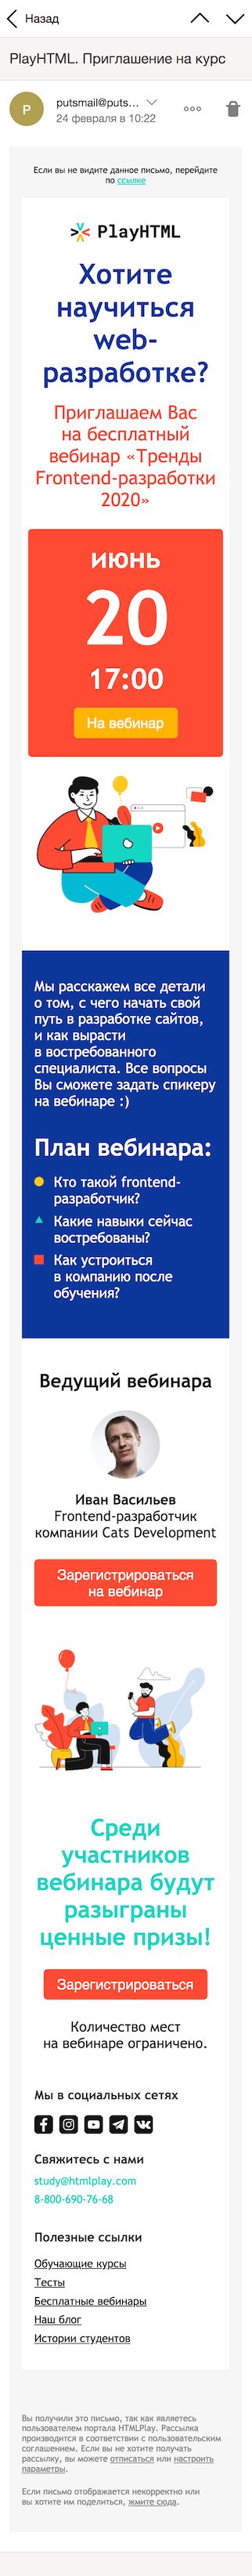 Назад
PlayHTML. Приглашение на курс
P
putsmail@puts...
24 февраля в 10:22
Если вы не видите данное письмо, перейдите
по ссылке
PlayHTML
Хотите
научиться
web-
разработке?
Приглашаем Вас
на бесплатный
вебинар «Тренды
Frontend-разработки
2020»
июнь
20
17:00
На вебинар
Мы расскажем все детали
о том, с чего начать свой
путь в разработке сайтов,
и как вырасти
в востребованного
специалиста. Все вопросы
Вы сможете задать спикеру
на вебинаре :)
План вебинара:
Кто такой frontend-
разработчик?
Какие навыки сейчас
востребованы?
Как устроиться
в компанию после
обучения?
Ведущий вебинара
Иван Васильев
Frontend-разработчик
компании Cats Development
Зарегистрироваться
на вебинар
Среди
участников
вебинара будут
разыграны
ценные призы!
Зарегистрироваться
Количество мест
на вебинаре ограничено.
Мы в социальных сетях
Свяжитесь с нами
study@htmlplay.com
8-800-690-76-68
Полезные ссылки
Обучающие курсы
Тесты
Бесплатные вебинары
Наш блог
Истории студентов
Вы получили это письмо, так как являетесь
пользователем портала HTMLPlay. Рассылка
производится в соответствии с пользовательским
соглашением. Если вы не хотите получать
рассылку, вы можете отписаться или настроить
параметры.
Если письмо отображается некорректно или
вы хотите им поделиться, жмите сюда.